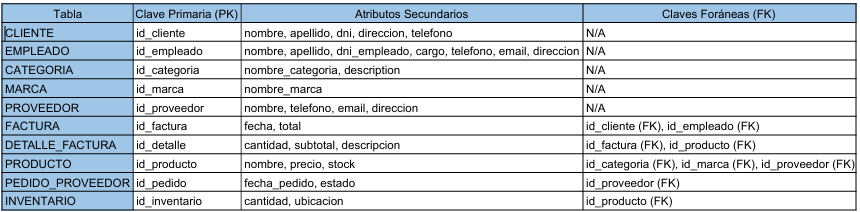 Tabla Clave Primaria (PK) Atributos Secundarios Claves Foráneas (FK)
CLIENTE id_cliente nombre, apellido, dni, direccion, telefono N/A
EMPLEADO id_empleado nombre, apellido, dni_empleado, cargo, telefono, email, direccion N/A
CATEGORIA id_categoria nombre_categoria, description N/A
MARCA id_marca nombre_marca N/A
PROVEEDOR id_proveedor nombre, telefono, email, direccion N/A
FACTURA id_factura fecha, total id_cliente (FK), id_empleado (FK)
DETALLE_FACTURA id_detalle cantidad, subtotal, descripcion id_factura (FK), id_producto (FK)
PRODUCTO id_producto nombre, precio, stock id_categoria (FK), id_marca (FK), id_proveedor (FK)
PEDIDO_PROVEEDOR id_pedido fecha_pedido, estado id_proveedor (FK)
INVENTARIO id_inventario cantidad, ubicacion id_producto (FK)